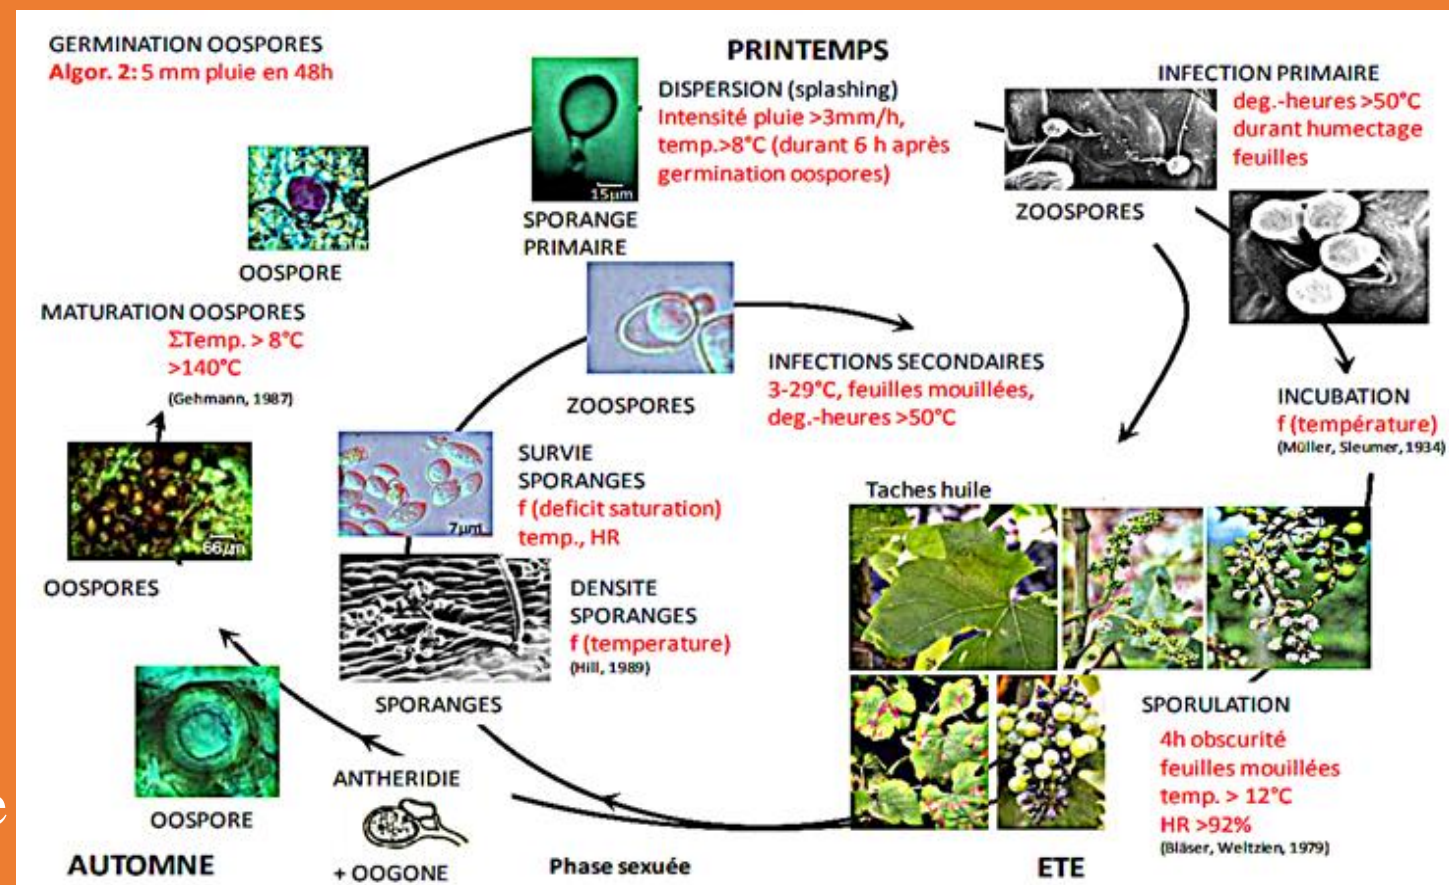 GERMINATION OOSPORES
Algor. 2: 5 mm pluie en 48h
PRINTEMPS
DISPERSION (splashing)
Intensité pluie >3mm/h,
temp.>8°C (durant 6 h après
germination oospores)
INFECTION PRIMAIRE
deg.-heures >50°C
durant humectage
feuilles
15µm
SPORANGE
PRIMAIRE
ZOOSPORES
OOSPORE
MATURATION OOSPORES
ΣTemp. > 8°C
>140°C
(Gehmann, 1987)
ZOOSPORES
INFECTIONS SECONDAIRES
3-29°C, feuilles mouillées,
deg.-heures >50°C
INCUBATION
f (température)
(Müller, Sleumer, 1934)
SURVIE
SPORANGES
f (deficit saturation)
temp., HR
7µm
66µm
OOSPORES
Taches huile
DENSITE
SPORANGES
f (temperature)
(Hill, 1989)
SPORANGES
SPORULATION
4h obscurité
feuilles mouillées
temp. > 12°C
HR >92%
(Bläser, Weltzien, 1979)
ANTHERIDIE
+ OOGONE
OOSPORE
AUTOMNE
Phase sexuée
ETE
e